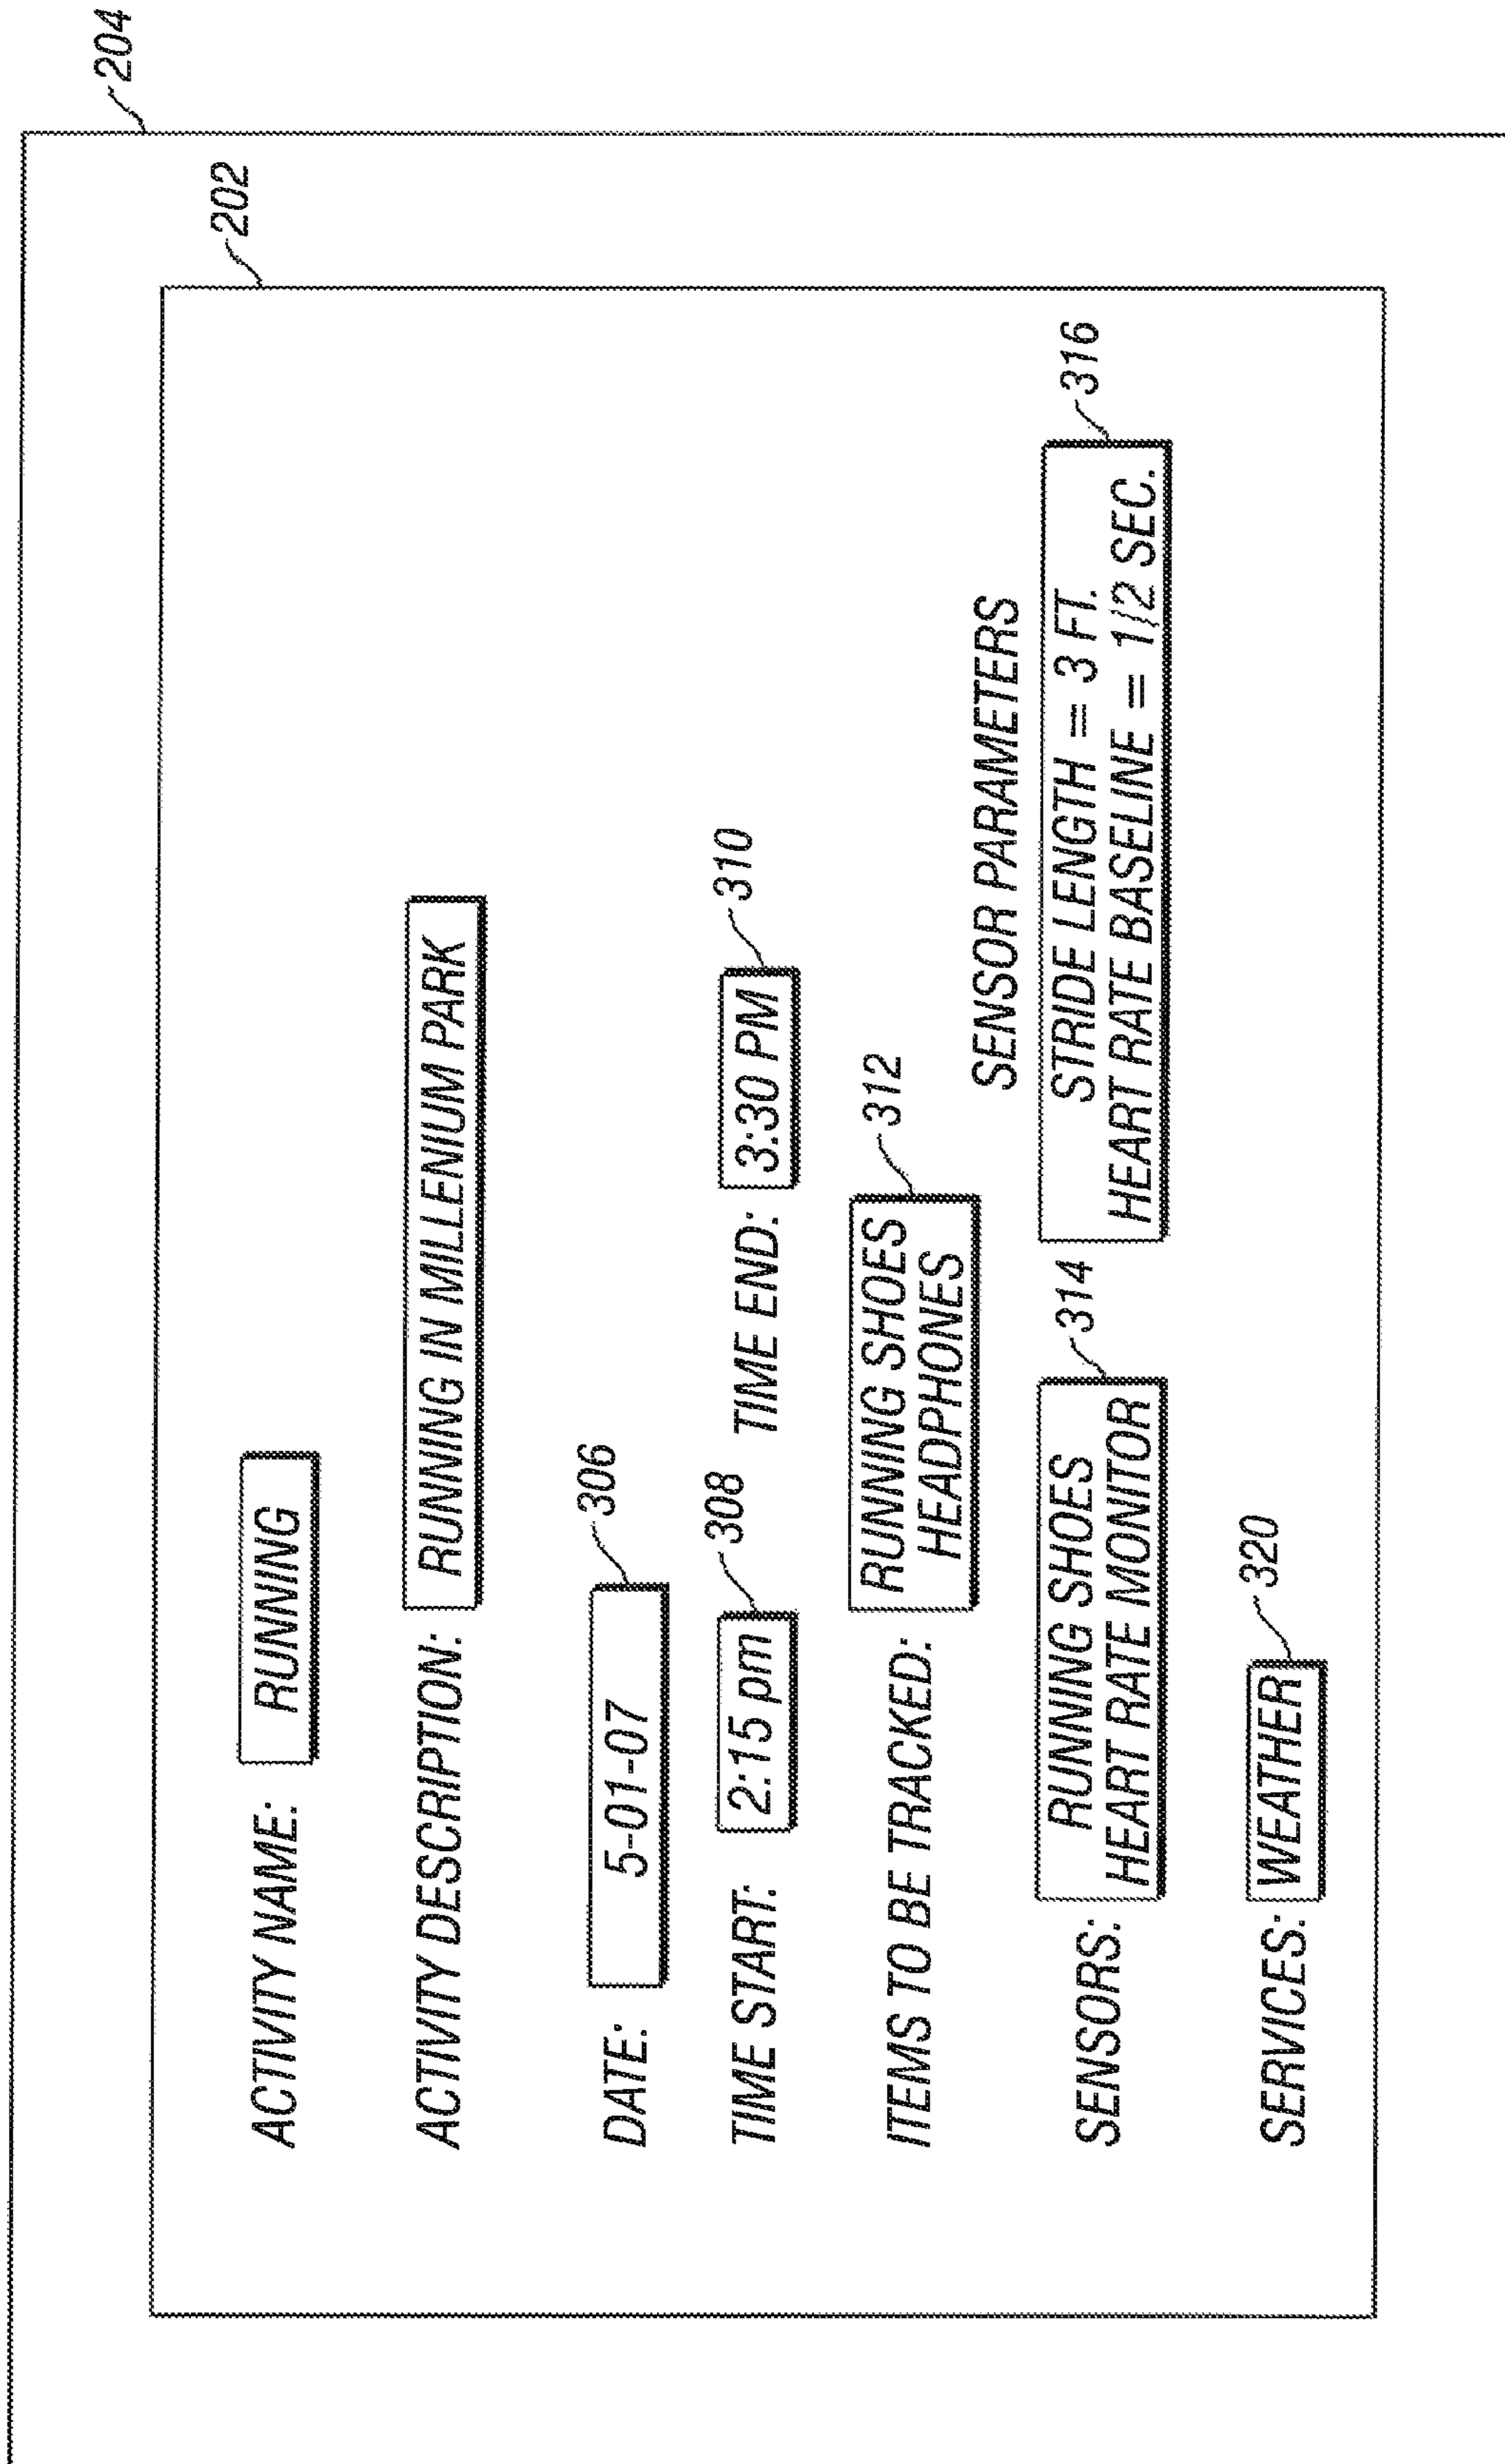 204
202
ACTIVITY NAME: RUNNING
ACTIVITY DESCRIPTION: RUNNING IN MILLENIUM PARK
306
DATE: 5-01-07
308 310
TIME START: 2:15 pm TIME END: 3:30 PM
312
ITEMS TO BE TRACKED: RUNNING SHOES
HEADPHONES
SENSOR PARAMETERS
314 316
RUNNING SHOES STRIDE LENGTH = 3 FT.
SENSORS: HEART RATE MONITOR HEART RATE BASELINE = 1/2 SEC.
320
SERVICES: WEATHER